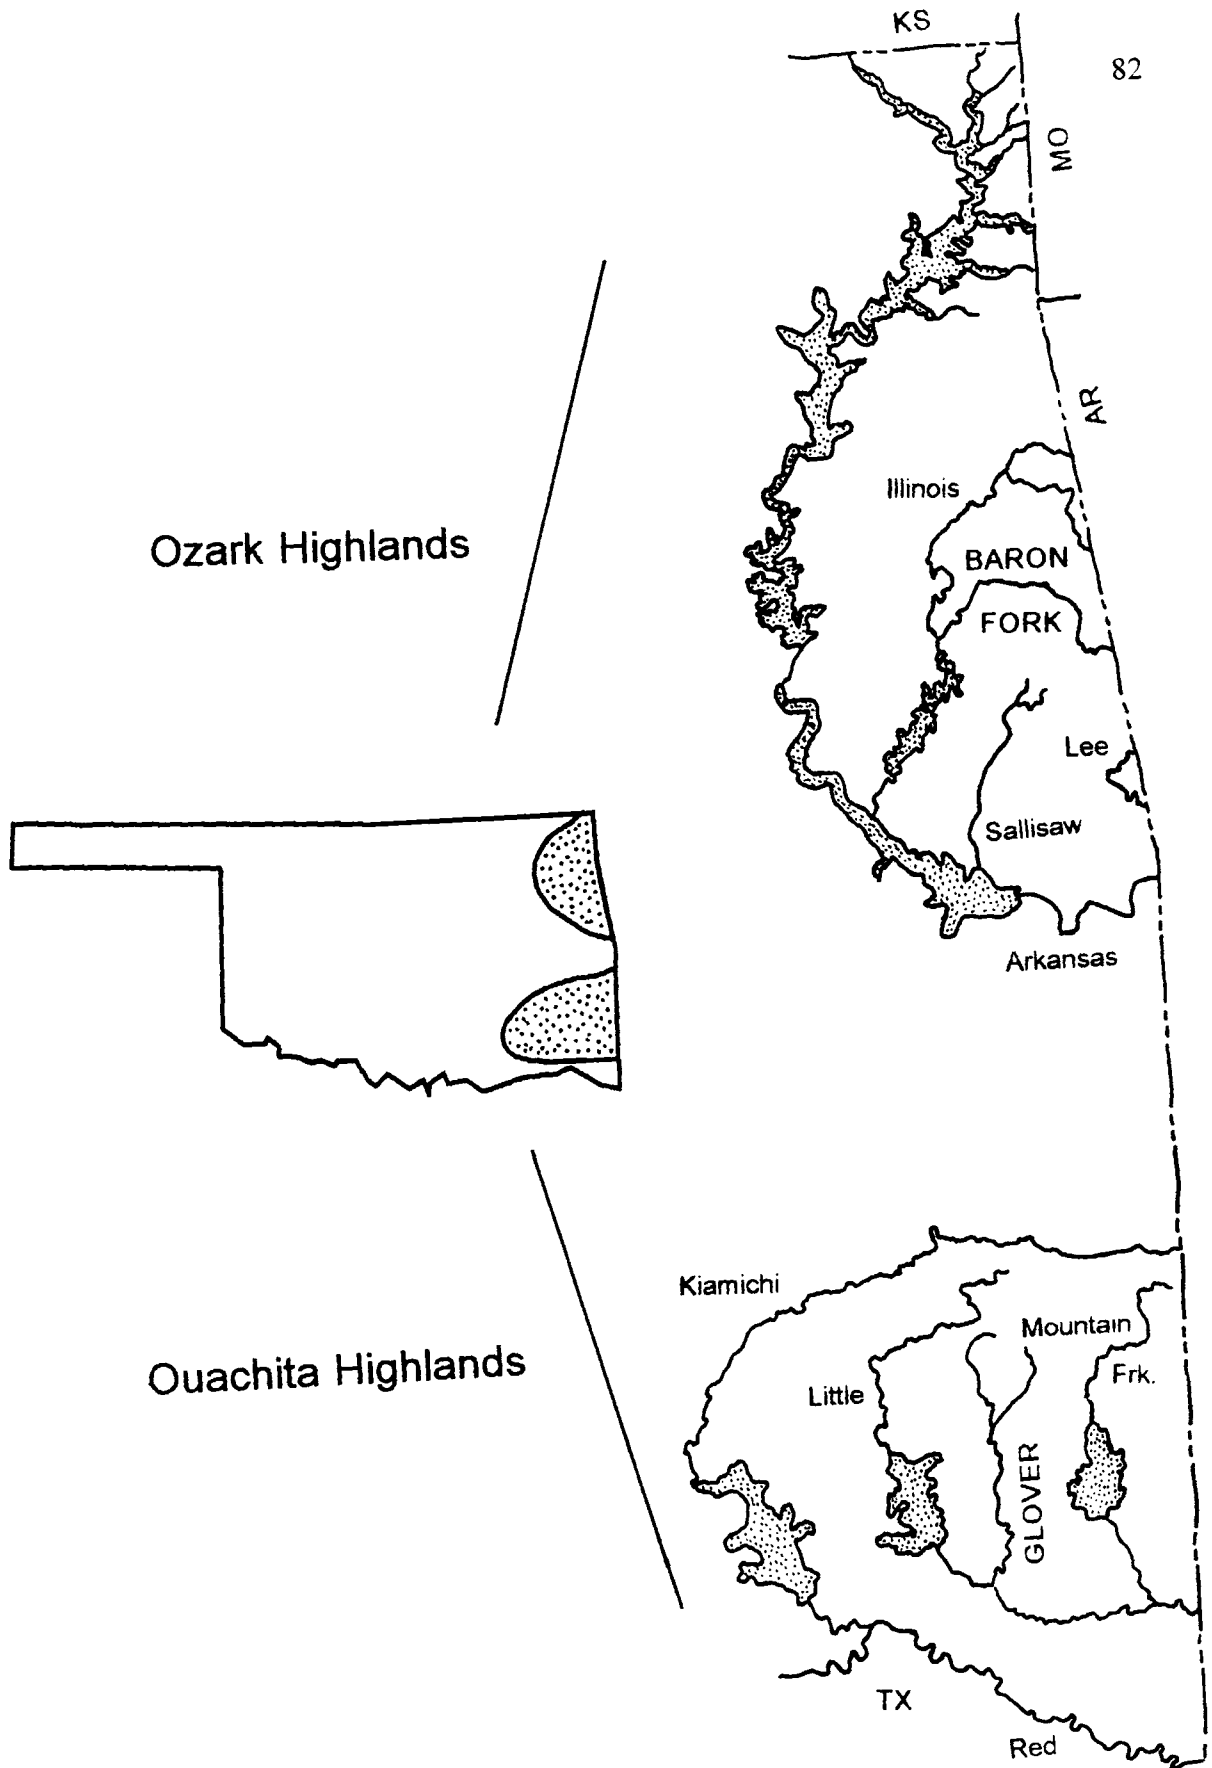 KS
82
MO
AR
Illinois
Ozark Highlands
BARON
FORK
Lee
Sallisaw
Arkansas
Kiamichi
Mountain
Frk.
Ouachita Highlands
Little
GLOVER
TX
Red